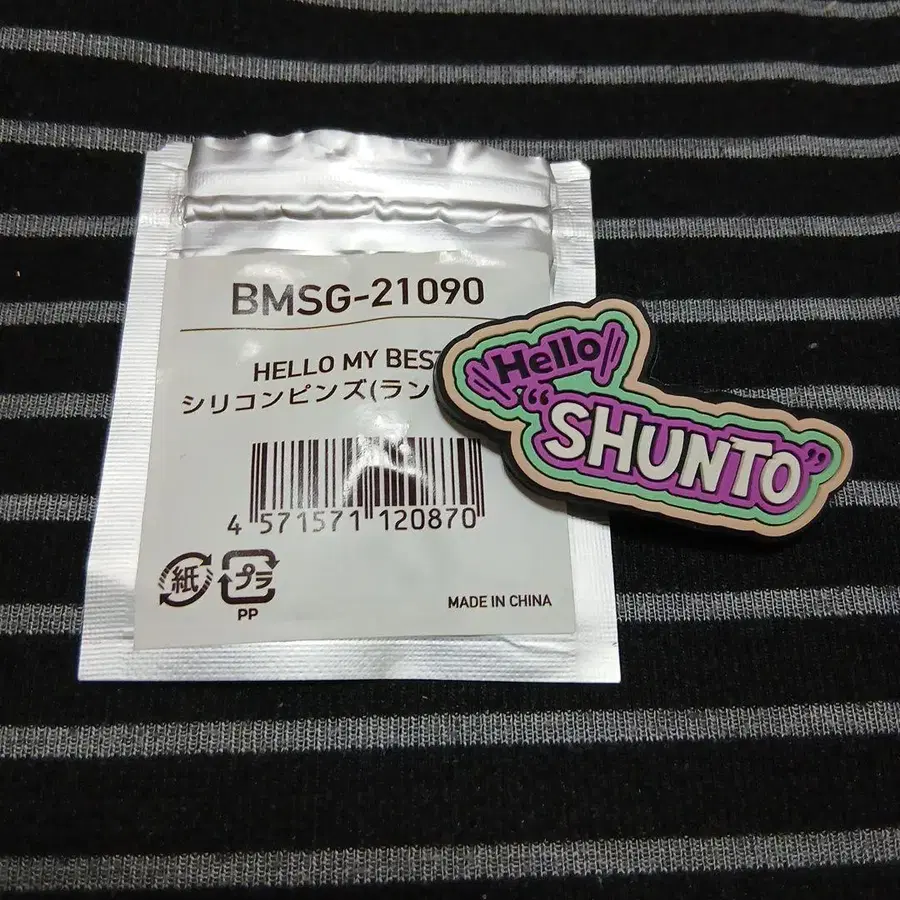 BMSG-21090
HELLO MY BEST
シリコンピンズ(ラン
4 571571 120870
紙
プラ
PP
MADE IN CHINA
Hello
"SHUNTO"